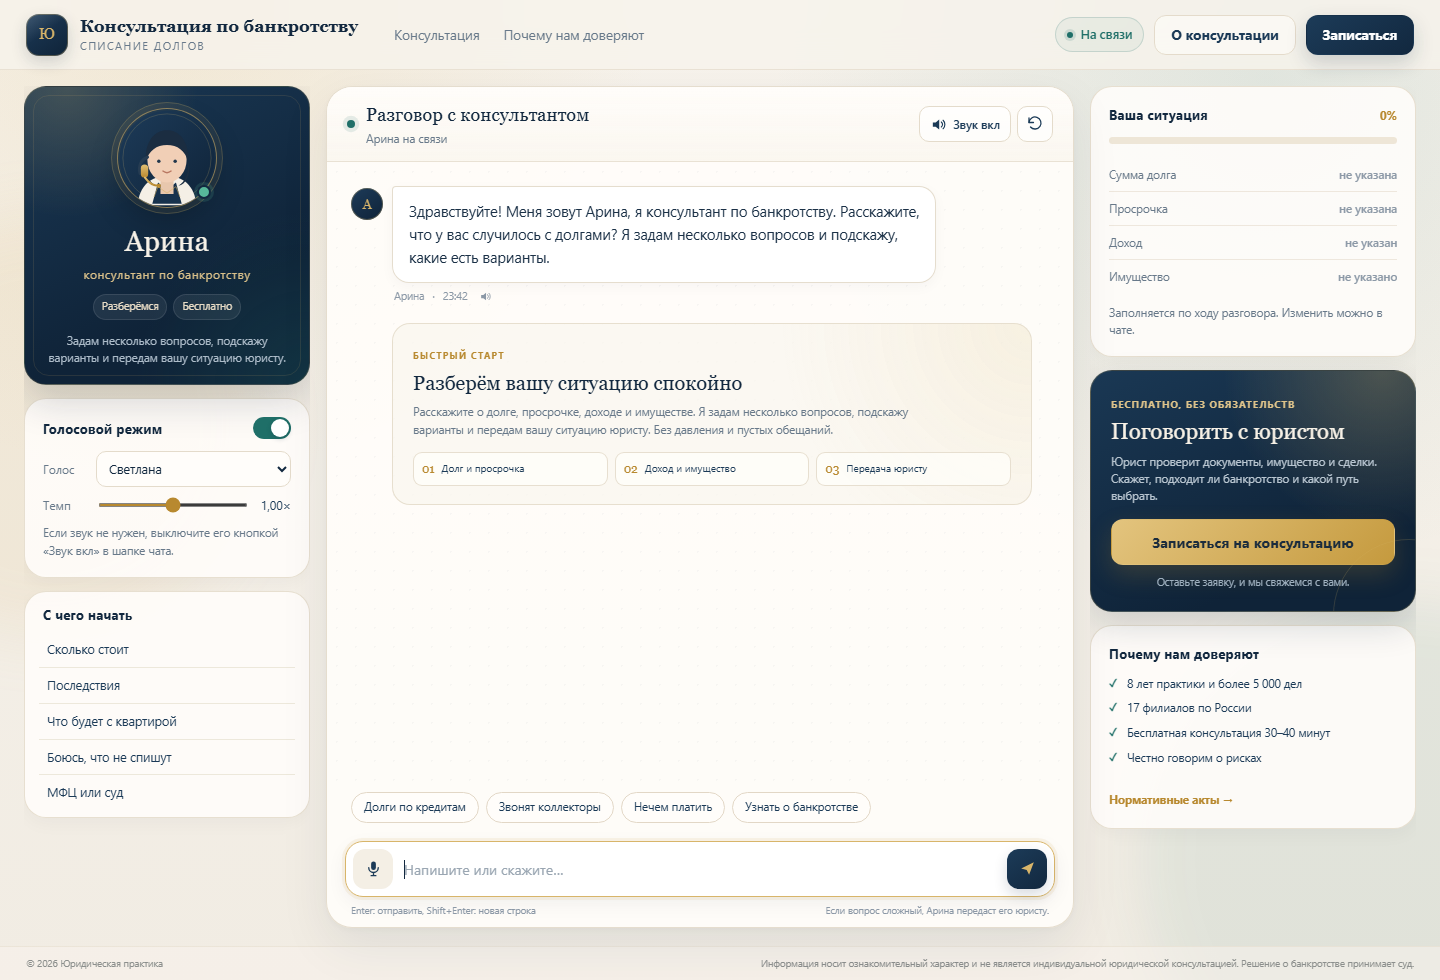 Ю
Консультация по банкротству
СПИСАНИЕ ДОЛГОВ
Консультация
Почему нам доверяют
На связи
О консультации
Записаться
Арина
консультант по банкротству
Разберёмся
Бесплатно
Задам несколько вопросов, подскажу
варианты и передам вашу ситуацию юристу.
Голосовой режим
Голос
Светлана
Темп
1,00×
Если звук не нужен, выключите его кнопкой
«Звук вкл» в шапке чата.
С чего начать
Сколько стоит
Последствия
Что будет с квартирой
Боюсь, что не спишут
МФЦ или суд
Разговор с консультантом
Арина на связи
Звук вкл
А
Здравствуйте! Меня зовут Арина, я консультант по банкротству. Расскажите,
что у вас случилось с долгами? Я задам несколько вопросов и подскажу,
какие есть варианты.
Арина · 23:42
БЫСТРЫЙ СТАРТ
Разберём вашу ситуацию спокойно
Расскажите о долге, просрочке, доходе и имуществе. Я задам несколько вопросов, подскажу
варианты и передам вашу ситуацию юристу. Без давления и пустых обещаний.
01 Долг и просрочка
02 Доход и имущество
03 Передача юристу
Долги по кредитам
Звонят коллекторы
Нечем платить
Узнать о банкротстве
Напишите или скажите...
Enter: отправить, Shift+Enter: новая строка
Если вопрос сложный, Арина передаст его юристу.
Ваша ситуация
0%
Сумма долга
не указана
Просрочка
не указана
Доход
не указан
Имущество
не указано
Заполняется по ходу разговора. Изменить можно в
чате.
БЕСПЛАТНО, БЕЗ ОБЯЗАТЕЛЬСТВ
Поговорить с юристом
Юрист проверит документы, имущество и сделки.
Скажет, подходит ли банкротство и какой путь
выбрать.
Записаться на консультацию
Оставьте заявку, и мы свяжемся с вами.
Почему нам доверяют
✓ 8 лет практики и более 5 000 дел
✓ 17 филиалов по России
✓ Бесплатная консультация 30–40 минут
✓ Честно говорим о рисках
Нормативные акты →
© 2026 Юридическая практика
Информация носит ознакомительный характер и не является индивидуальной юридической консультацией. Решение о банкротстве принимает суд.